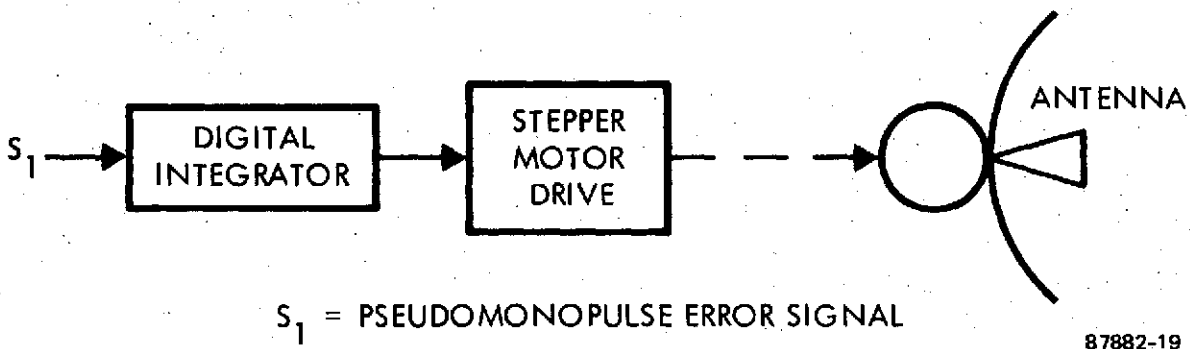 S1
DIGITAL
INTEGRATOR
STEPPER
MOTOR
DRIVE
ANTENNA
S1 = PSEUDOMONOPULSE ERROR SIGNAL
87882-19